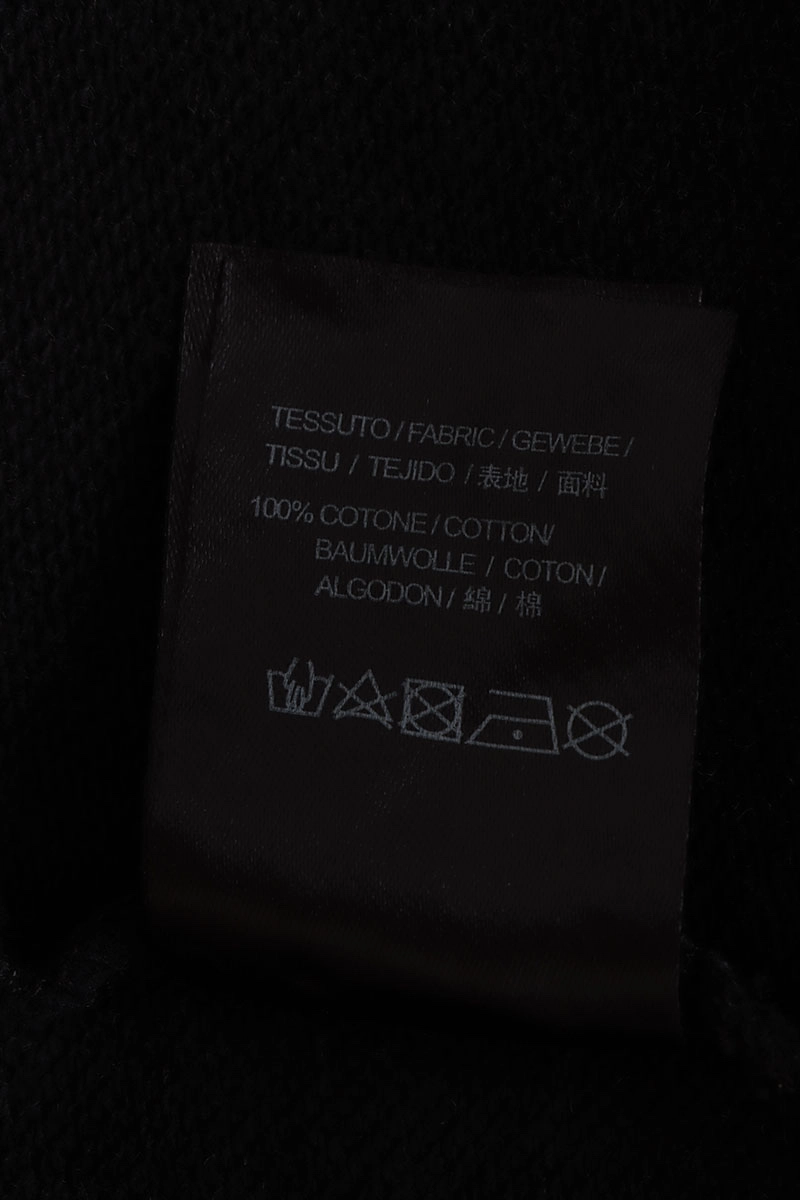 TESSUTO / FABRIC / GEWEBE /
TISSU / TEJIDO / 表地 / 面料
100% COTONE / COTTON/
BAUMWOLLE / COTON /
ALGODON / 綿 / 棉